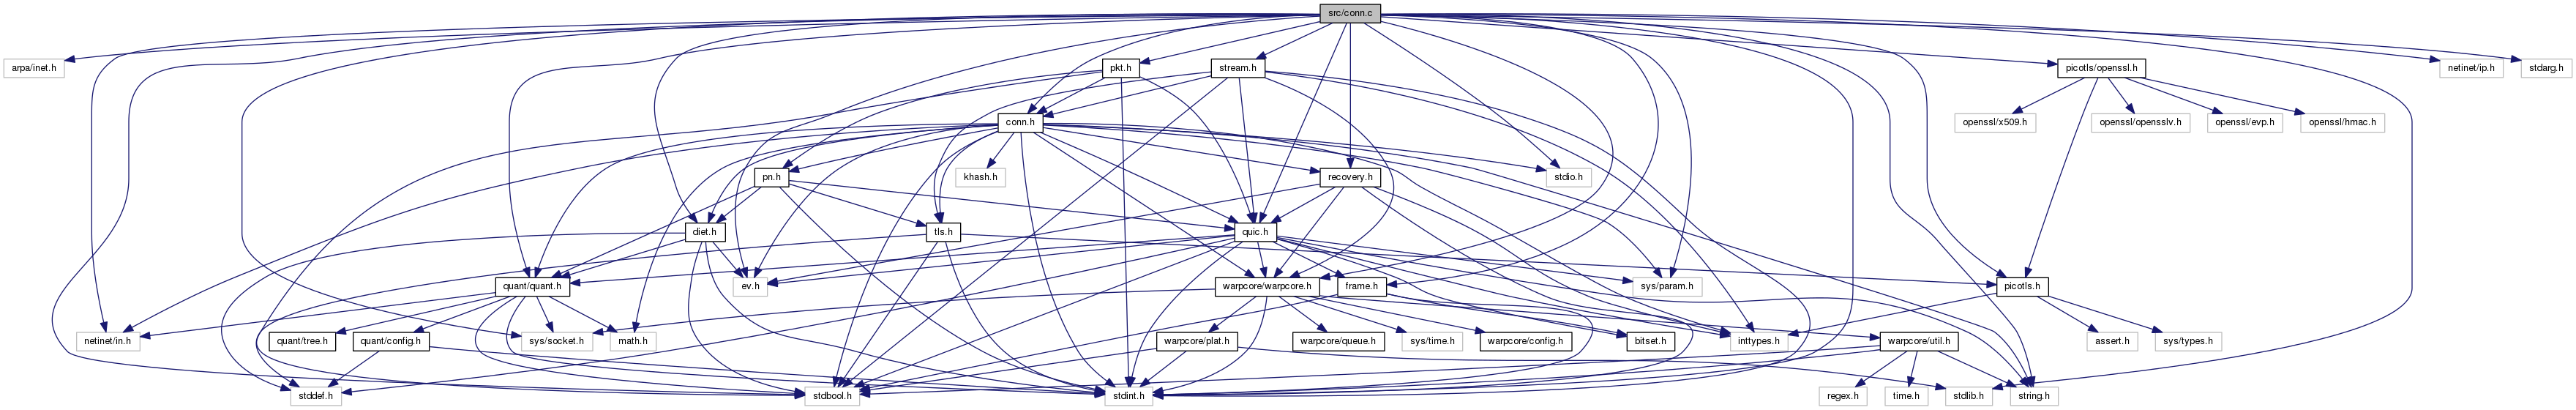 src/conn.c
arpa/inet.h
pkt.h
stream.h
picotls/openssl.h
netinet/ip.h
stdarg.h
conn.h
openssl/x509.h
openssl/opensslv.h
openssl/evp.h
openssl/hmac.h
pn.h
khash.h
recovery.h
stdio.h
diet.h
tls.h
quic.h
quant/quant.h
ev.h
warpcore/warpcore.h
frame.h
sys/param.h
picotls.h
netinet/in.h
quant/tree.h
quant/config.h
sys/socket.h
math.h
warpcore/plat.h
warpcore/queue.h
sys/time.h
warpcore/config.h
bitset.h
inttypes.h
warpcore/util.h
assert.h
sys/types.h
stddef.h
stdbool.h
stdint.h
regex.h
time.h
stdlib.h
string.h